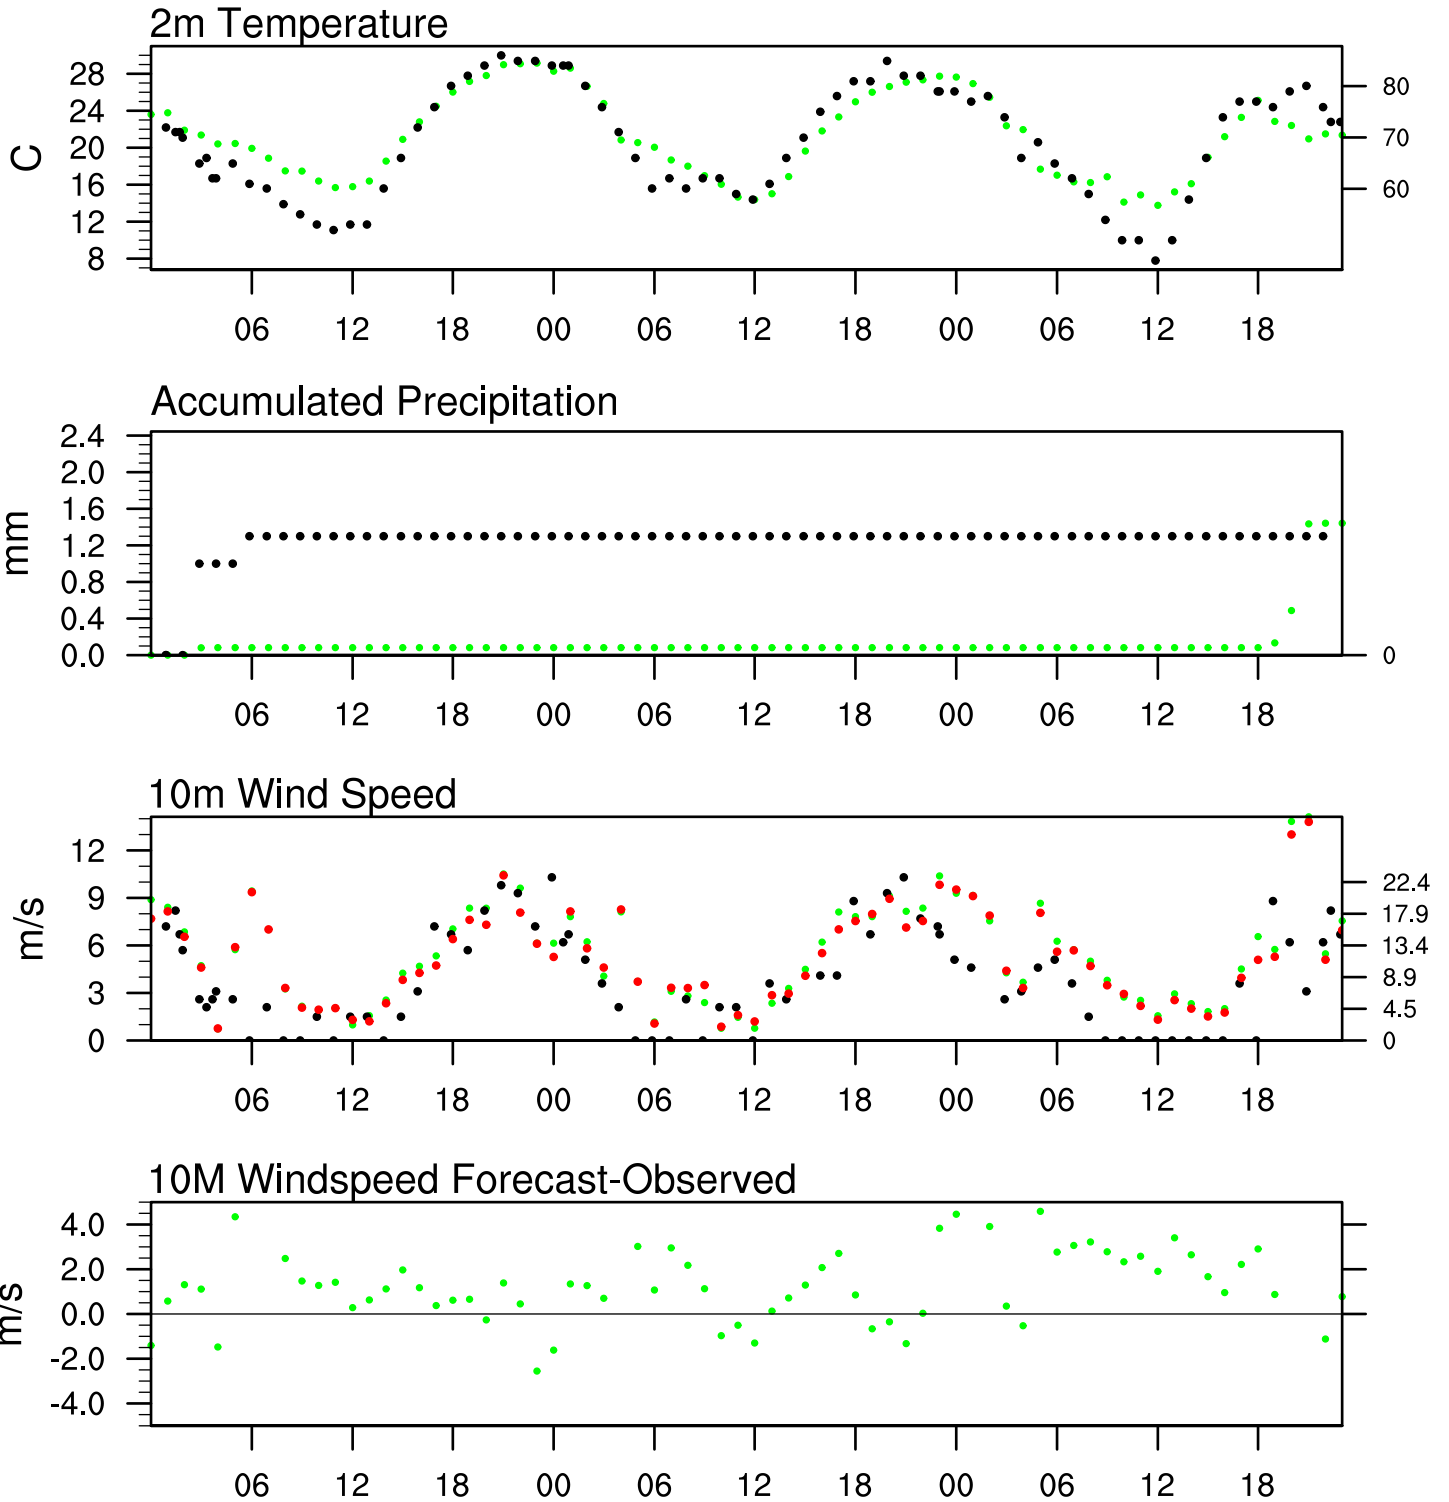 2m Temperature
C
28
24
20
16
12
8
80
70
60
06 12 18 00 06 12 18 00 06 12 18
Accumulated Precipitation
mm
2.4
2.0
1.6
1.2
0.8
0.4
0.0
0
06 12 18 00 06 12 18 00 06 12 18
10m Wind Speed
m/s
12
9
6
3
0
22.4
17.9
13.4
8.9
4.5
0
06 12 18 00 06 12 18 00 06 12 18
10M Windspeed Forecast-Observed
m/s
4.0
2.0
0.0
-2.0
-4.0
06 12 18 00 06 12 18 00 06 12 18